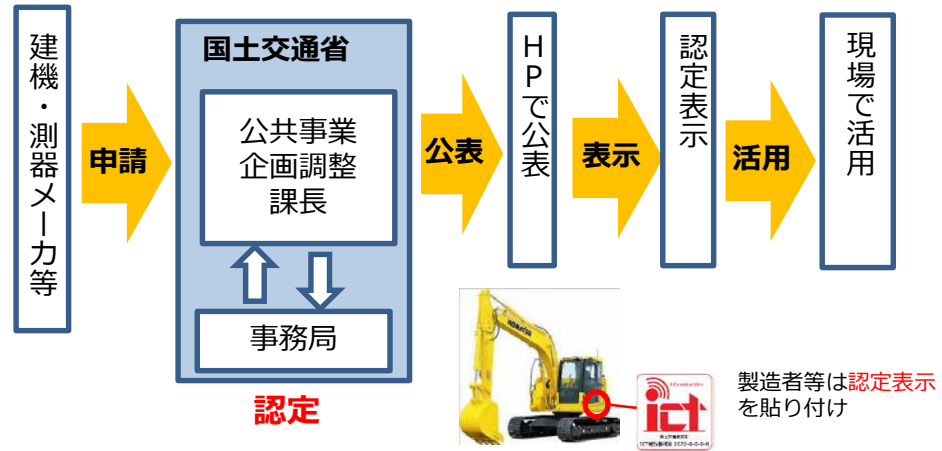 建機・測器メーカ等
申請
国土交通省
公共事業
企画調整
課長
事務局
認定
公表
HPで公表
表示
認定表示
活用
現場で活用
KOMATSU
i-Construction
ict
製造者等は認定表示
を貼り付け